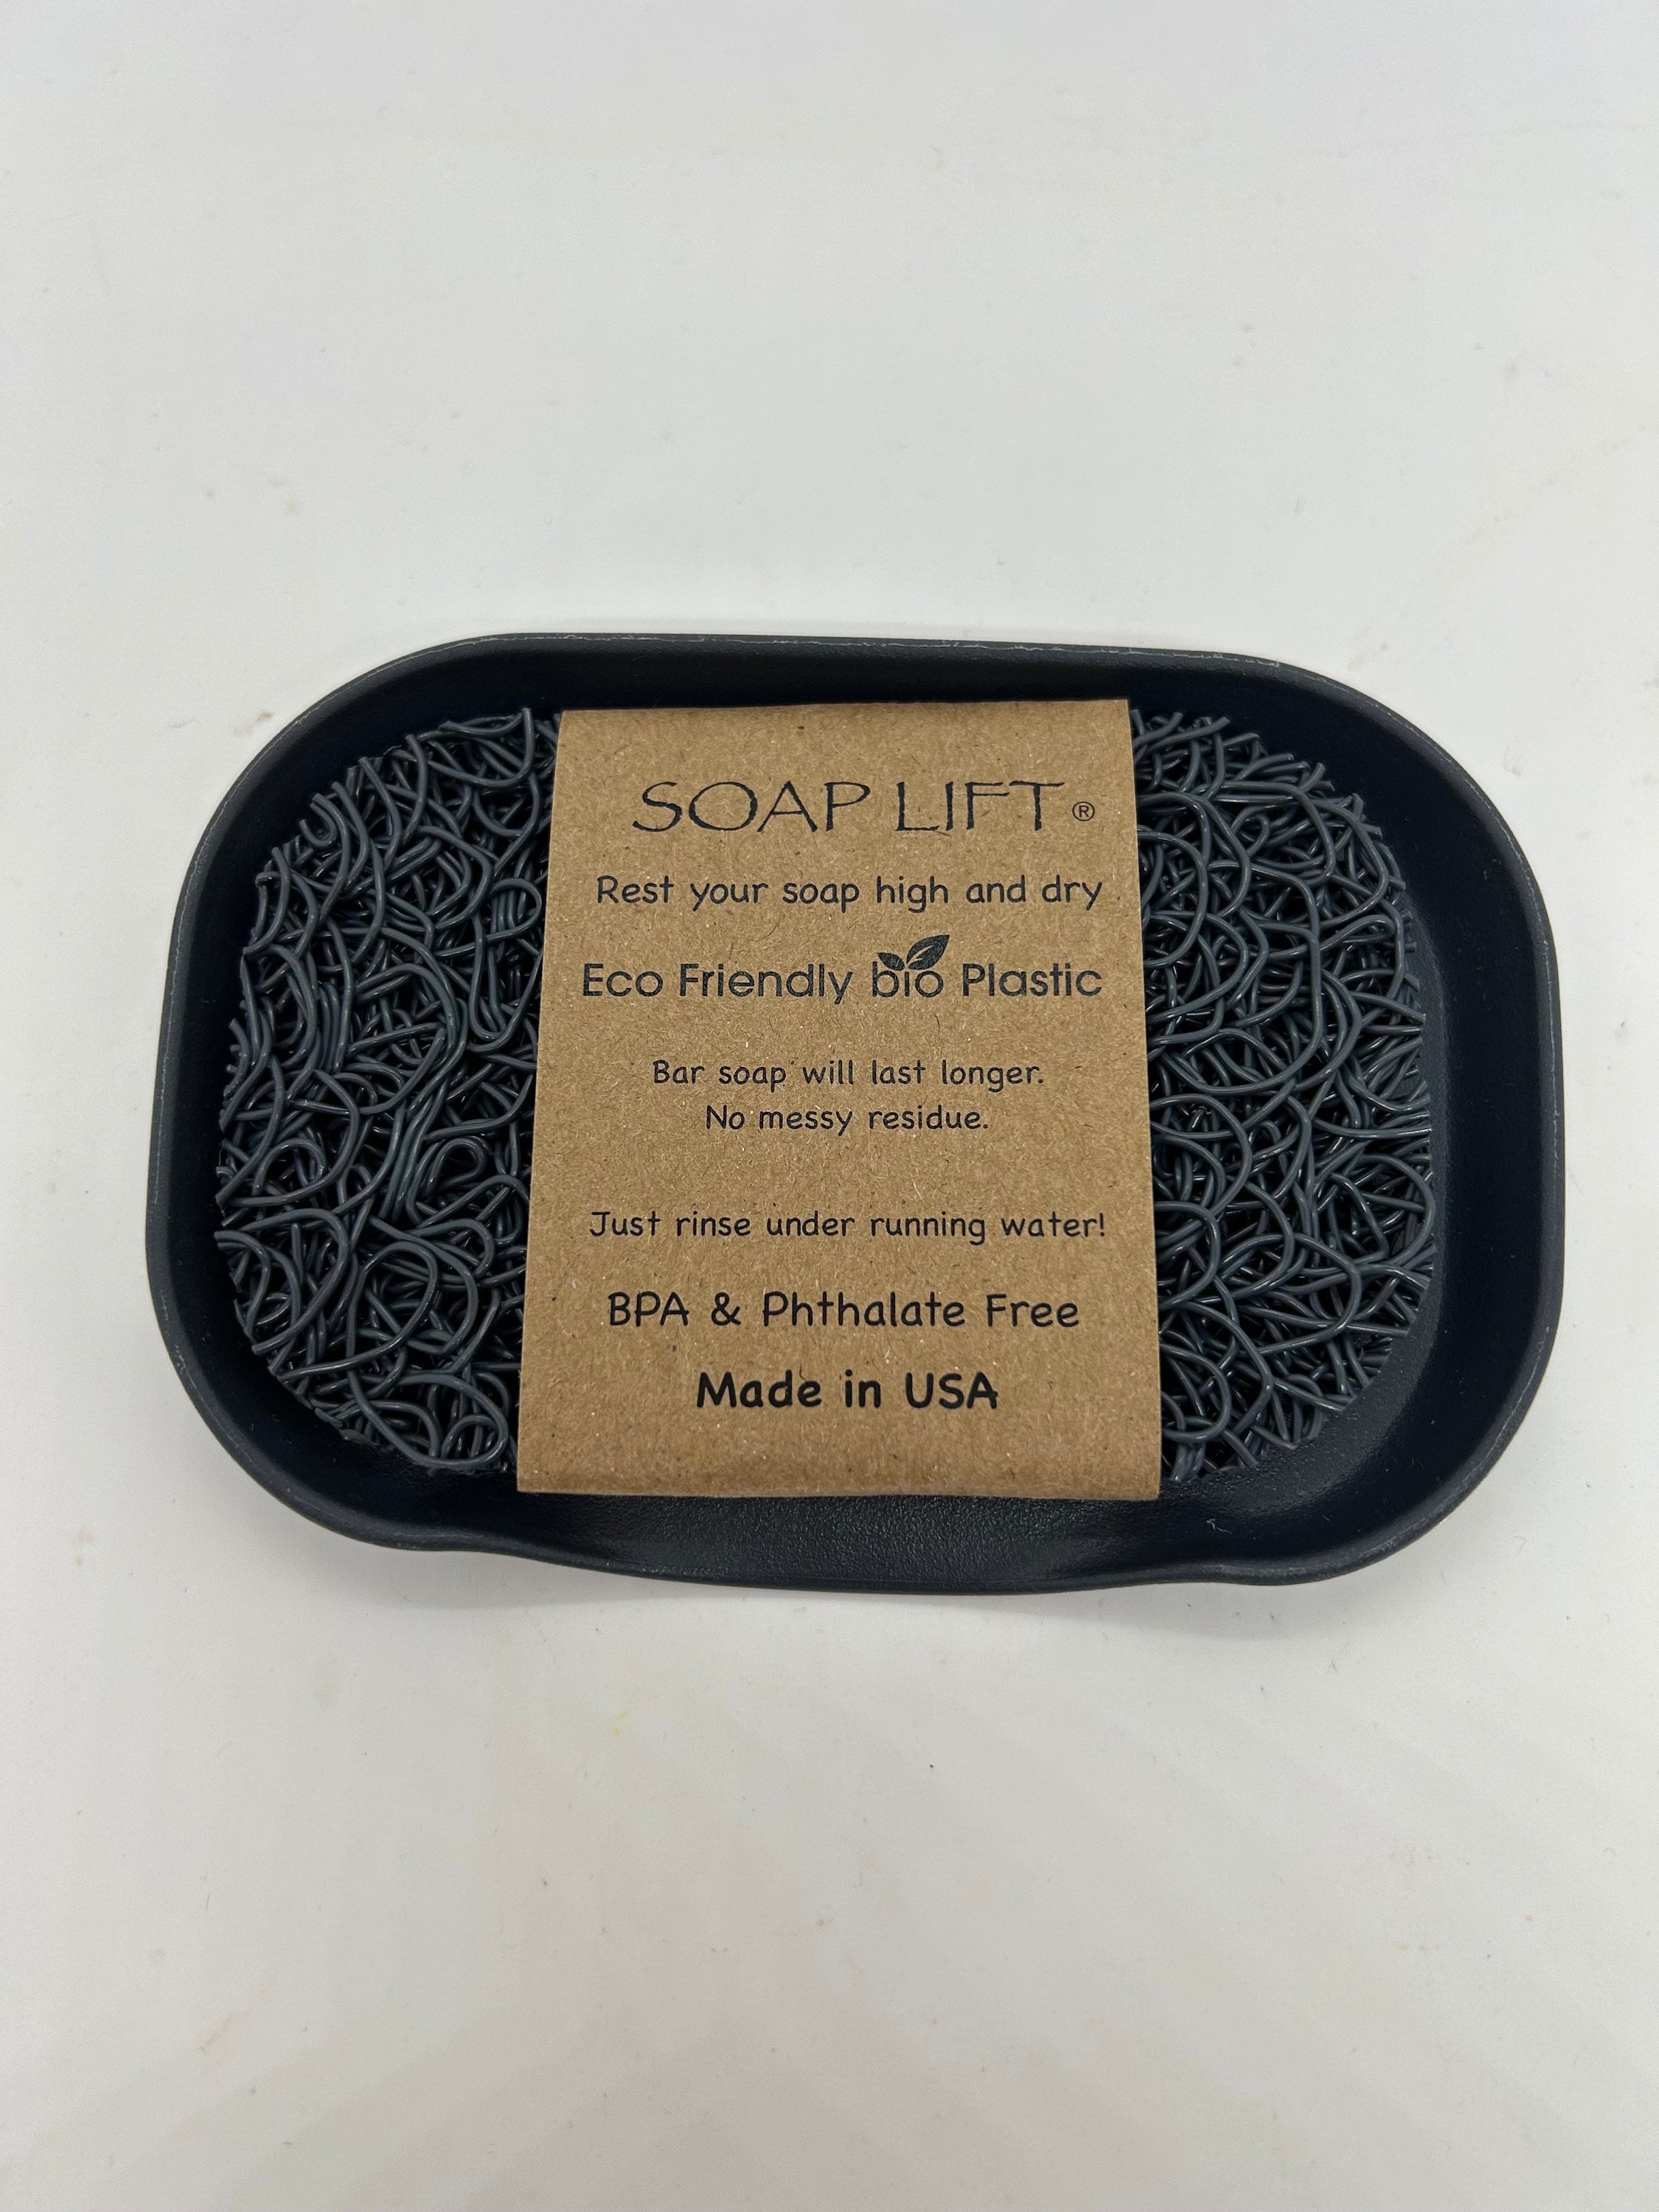 SOAP LIFT®
Rest your soap high and dry
Eco Friendly bio Plastic
Bar soap will last longer.
No messy residue.
Just rinse under running water!
BPA & Phthalate Free
Made in USA